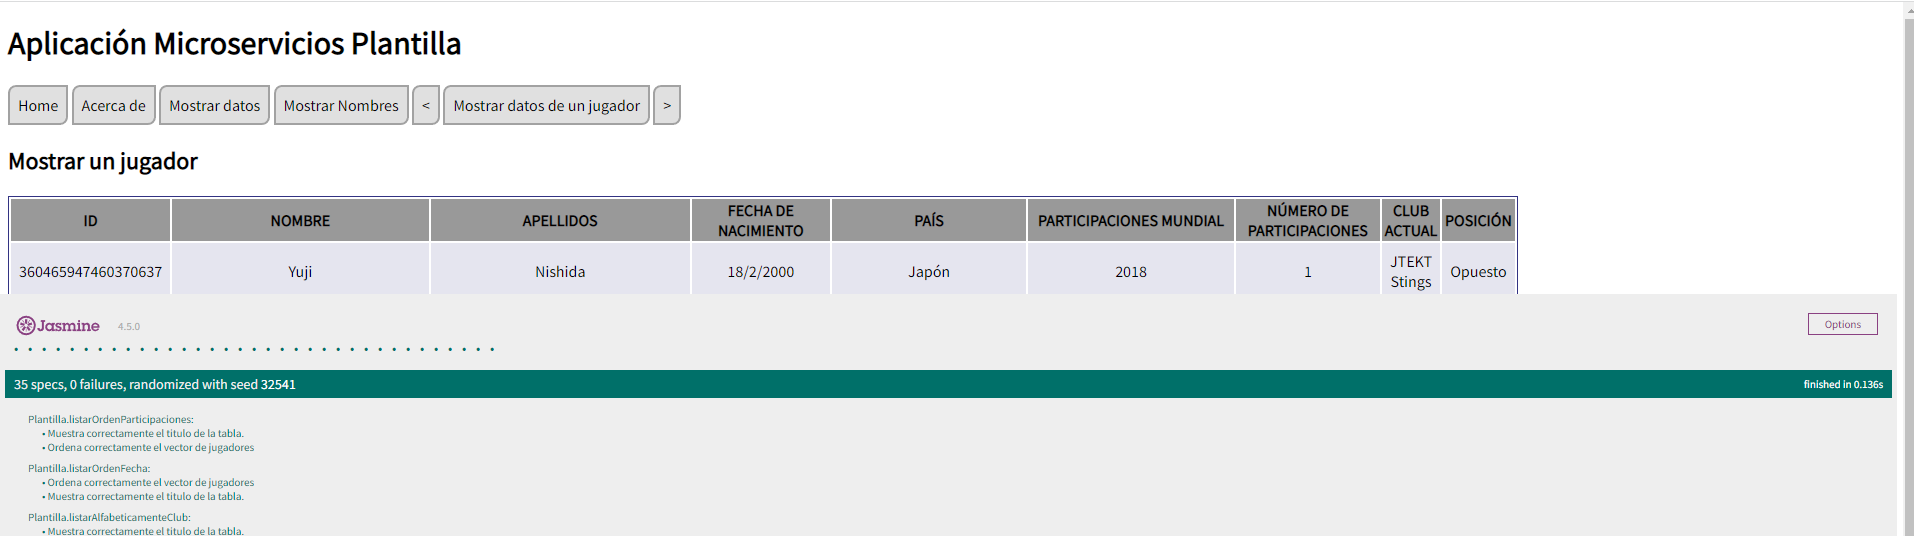 Aplicación Microservicios Plantilla
Home Acerca de Mostrar datos Mostrar Nombres < Mostrar datos de un jugador >
Mostrar un jugador
ID NOMBRE APELLIDOS FECHA DE NACIMIENTO PAÍS PARTICIPACIONES MUNDIAL NÚMERO DE PARTICIPACIONES CLUB ACTUAL POSICIÓN
360465947460370637 Yuji Nishida 18/2/2000 Japón 2018 1 JTEKT Stings Opuesto
Jasmine 4.5.0 Options
35 specs, 0 failures, randomized with seed 32541 finished in 0.136s
Plantilla.listarOrdenParticipaciones:
• Muestra correctamente el titulo de la tabla.
• Ordena correctamente el vector de jugadores
Plantilla.listarOrdenFecha:
• Ordena correctamente el vector de jugadores
• Muestra correctamente el titulo de la tabla.
Plantilla.listarAlfabeticamenteClub:
• Muestra correctamente el titulo de la tabla.